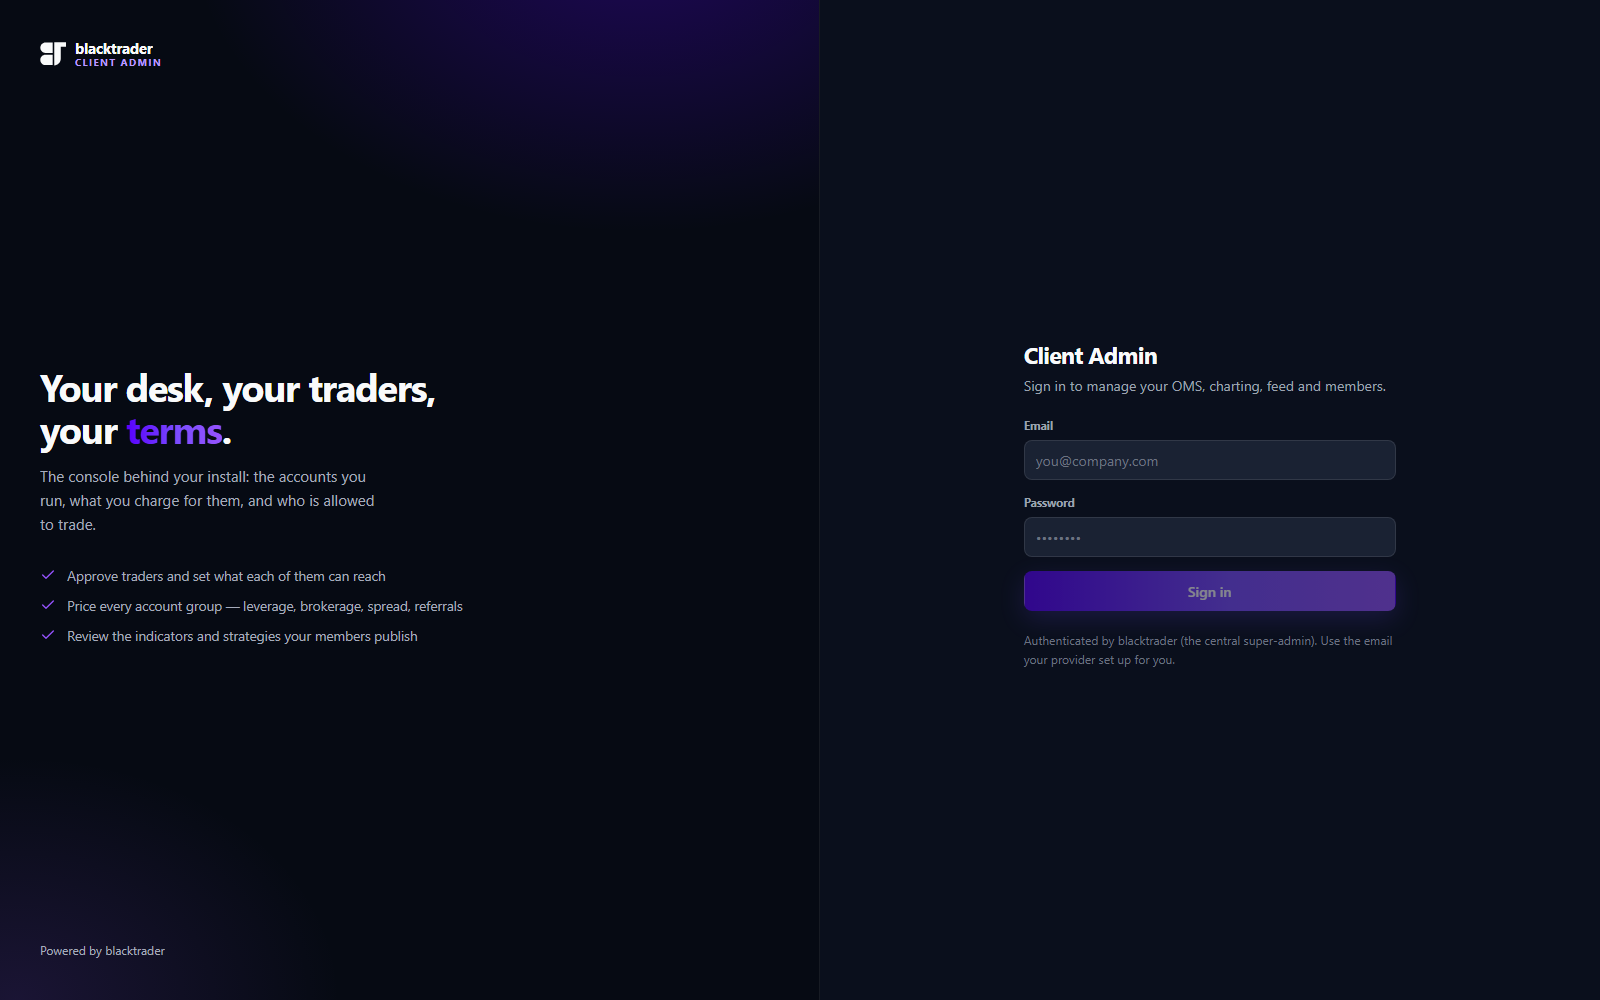 blacktrader
CLIENT ADMIN
Your desk, your traders,
your terms.
The console behind your install: the accounts you
run, what you charge for them, and who is allowed
to trade.
Approve traders and set what each of them can reach
Price every account group — leverage, brokerage, spread, referrals
Review the indicators and strategies your members publish
Powered by blacktrader
Client Admin
Sign in to manage your OMS, charting, feed and members.
Email
you@company.com
Password
••••••••
Sign in
Authenticated by blacktrader (the central super-admin). Use the email
your provider set up for you.